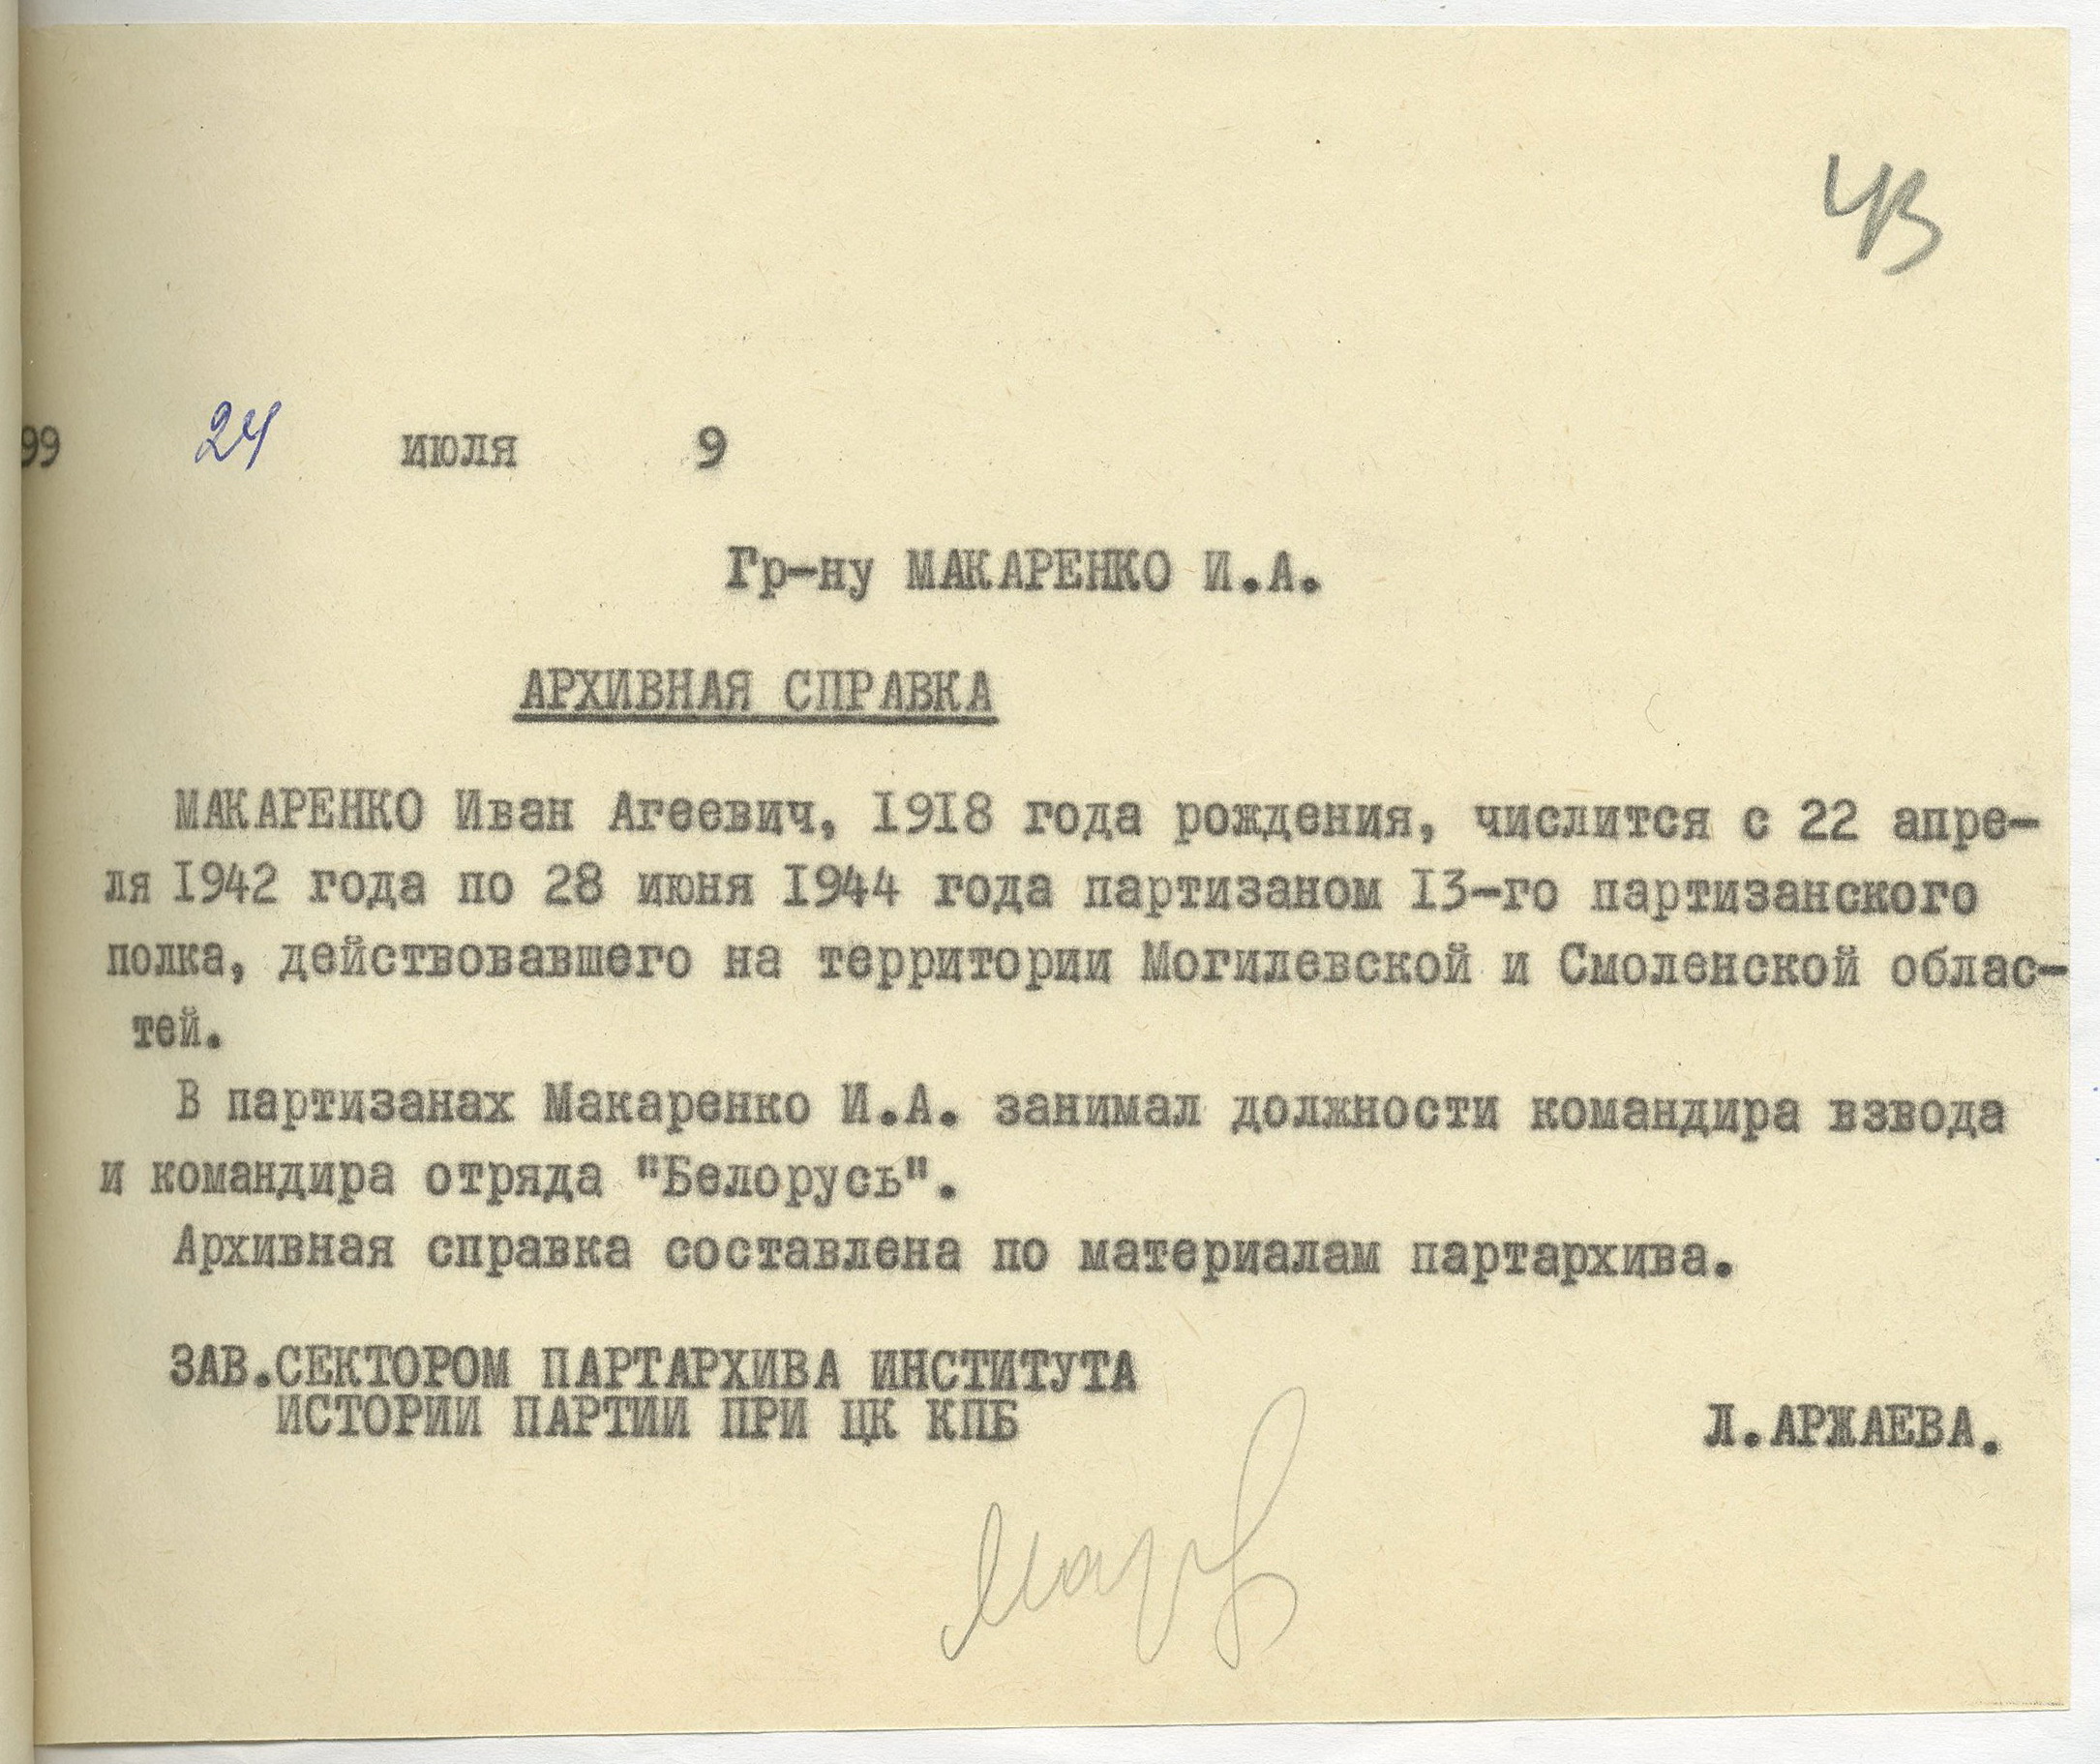 43
99 24 июля 9
Гр-ну МАКАРЕНКО И.А.
АРХИВНАЯ СПРАВКА
МАКАРЕНКО Иван Агеевич, 1918 года рождения, числится с 22 апре-
ля 1942 года по 28 июня 1944 года партизаном 13-го партизанского
полка, действовавшего на территории Могилевской и Смоленской облас-
тей.
В партизанах Макаренко И.А. занимал должности командира взвода
и командира отряда "Белорусь".
Архивная справка составлена по материалам партархива.
ЗАВ.СЕКТОРОМ ПАРТАРХИВА ИНСТИТУТА
ИСТОРИИ ПАРТИИ ПРИ ЦК КПБ
Л.АРЖАЕВА.